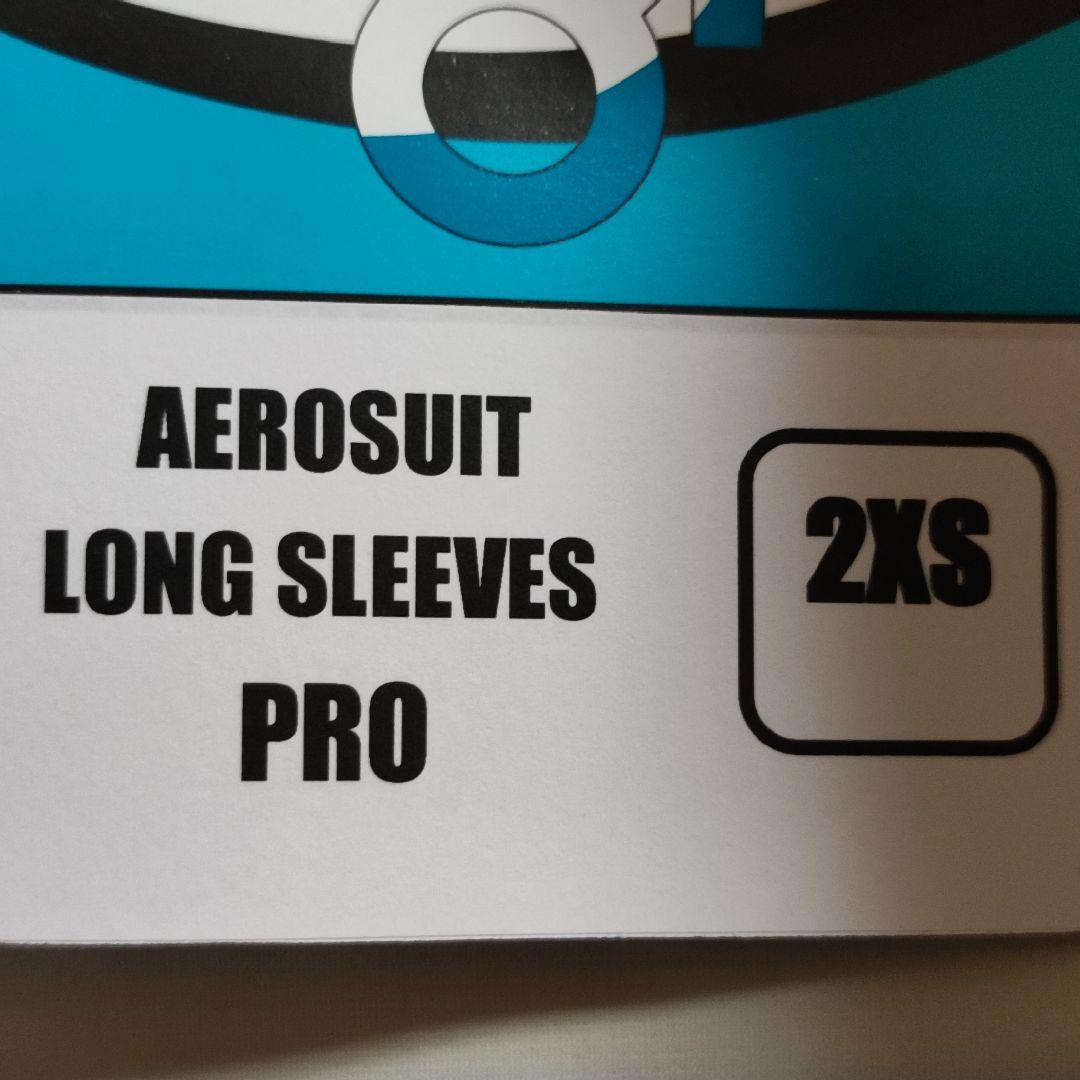 AEROSUIT
LONG SLEEVES
PRO
2XS